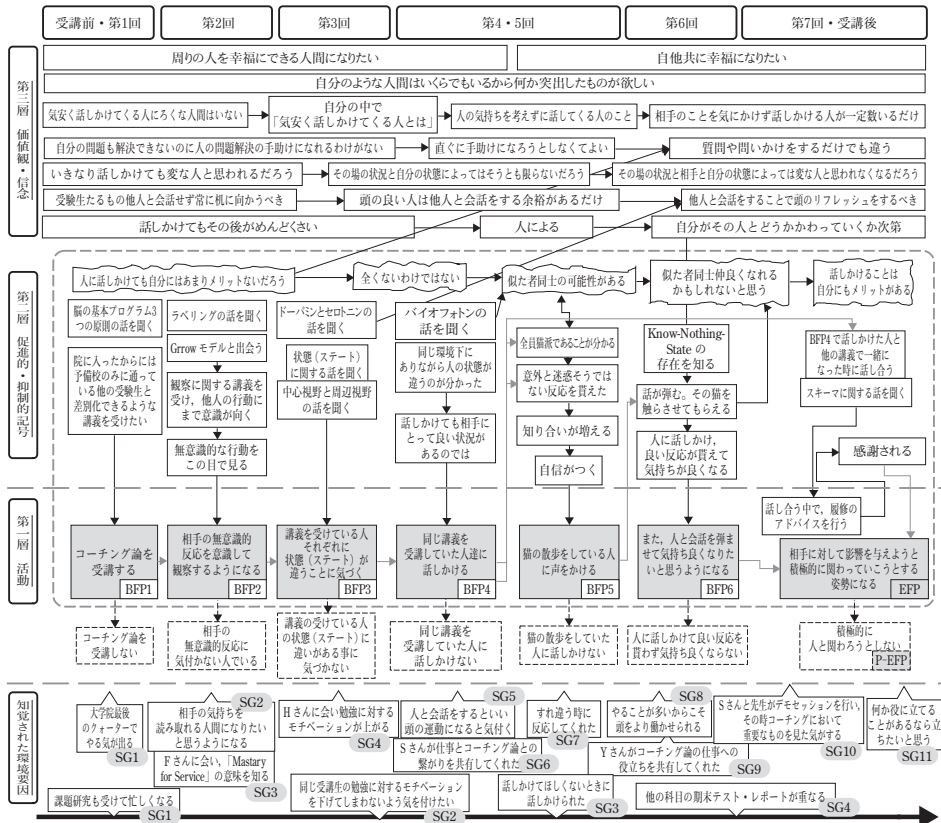 受講前・第1回
第2回
第3回
第4・5回
第6回
第7回・受講後
第三層 価値観・信念
周りの人を幸福にできる人間になりたい
自他共に幸福になりたい
自分のような人間はいくらでもいるから何か突出したものが欲しい
気安く話しかけてくる人にろくな人間はいない
自分の中で
「気安く話しかけてくる人とは」
人の気持ちを考えずに話してくる人のこと
相手のことを気にかけず話しかける人が一定数いるだけ
自分の問題も解決できないのに人の問題解決の手助けになれるわけがない
直ぐに手助けになろうとしなくてよい
質問や問いかけをするだけでも違う
いきなり話しかけても変な人と思われるだろう
その場の状況と自分の状態によってはそうとも限らないだろう
その場の状況と相手と自分の状態によっては変な人と思われなくなるだろう
受験生たるもの他人と会話せず常に机に向かうべき
頭の良い人は他人と会話をする余裕があるだけ
他人と会話をすることで頭のリフレッシュをするべき
話しかけてもその後がめんどくさい
人による
自分がその人とどうかかわっていくか次第
第二層 促進的・抑制的記号
人に話しかけても自分にはあまりメリットないだろう
全くないわけではない
似た者同士の可能性がある
似た者同士仲良くなれる
かもしれないと思う
話しかけることは
自分にもメリットがある
脳の基本プログラム3
つの原則の話を聞く
院に入ったからには
予備校のみに通って
いる他の受験生と
差別化できるような
講義を受けたい
ラベリングの話を聞く
Grrowモデルと出会う
観察に関する講義を
受け、他人の行動に
まで意識が向く
無意識的な行動を
この目で見る
ドーパミンとセロトニンの
話を聞く
状態（ステート）
に関する話を聞く
中心視野と周辺視野
の話を聞く
バイオフォトンの
話を聞く
同じ環境下に
ありながら人の状態が
違うのが分かった
話しかけても相手に
とって良い状況が
あるのでは
全員猫派であることが分かる
意外と迷惑そうでは
ない反応を貰えた
知り合いが増える
自信がつく
Know-Nothing-
Stateの
存在を知る
話が弾む。その猫を
触らさせてもらえる
人に話しかけ，
良い反応が貰えて
気持ちが良くなる
BFP4で話しかけた人と
他の講義で一緒に
なった時に話し合う
スキーマに関する話を聞く
感謝される
話し合う中で，履修の
アドバイスを行う
第一層 活動
コーチング論を
受講する
BFP1
相手の無意識的
反応を意識して
観察するようになる
BFP2
講義を受けている人
それぞれに
状態（ステート）が
違うことに気づく
BFP3
同じ講義を
受講していた人達に
話しかける
BFP4
猫の散歩をしている人
に声をかける
BFP5
また，人と会話を弾ま
せて気持ち良くなりた
いと思うようになる
BFP6
相手に対して影響を与えようと
積極的に関わっていこうとする
姿勢になる
EFP
コーチング論を
受講しない
相手の
無意識的反応に
気付かない人でいる
講義の受けている人
の状態（ステート）に
違いがある事に
気づかない
同じ講義を
受講していた人に
話しかけない
猫の散歩をしていた
人に話しかけない
人に話しかけて良い反応を
貰わず気持ち良くならない
積極的に
人と関わろうとしない
P-EFP
知覚された環境要因
大学院最後
のクォーターで
やる気が出る
SG1
相手の気持ちを
読み取れる人間になりたい
と思うようになる
SG2
Fさんに会い，「Mastary
for Service」の意味を知る
SG3
Hさんに会い勉強に対する
モチベーションが上がる
SG4
人と会話をするといい
頭の運動になると気付く
SG5
Sさんが仕事とコーチング論との
繋がりを共有してくれた
SG6
すれ違う時に
反応してくれた
SG7
やることが多いからこそ
頭をより働かせられる
SG8
Yさんがコーチング論の仕事への
役立ちを共有してくれた
SG9
Sさんと先生がデモセッションを行い，
その時コーチングにおいて
重要なものを見た気がする
SG10
何か役に立てる
ことがあるなら立
ちたいと思う
SG11
課題研究も受けて忙しくなる
SG1
同じ受講生の勉強に対するモチベーション
を下げてしまわないよう気を付けたい
SG2
話しかけてほしくないときに
話しかけられた
SG3
他の科目の期末テスト・レポートが重なる
SG4